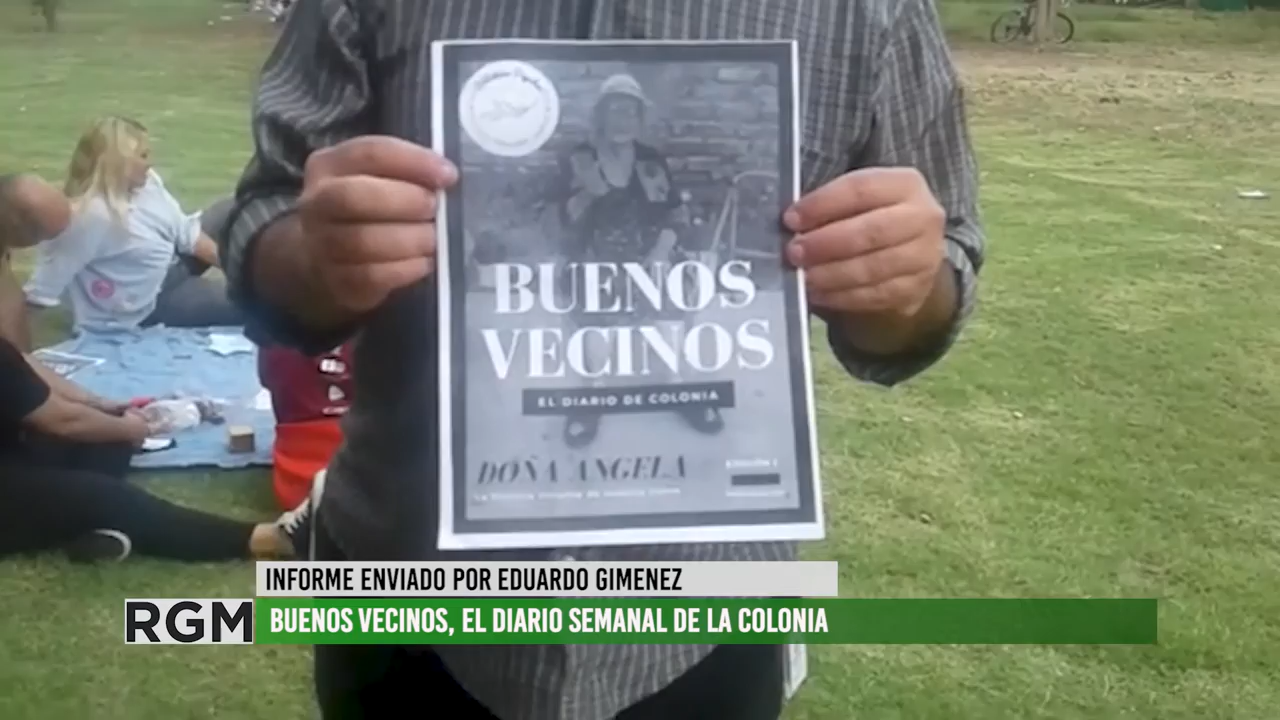 BUENOS
VECINOS
EL DIARIO DE COLONIA
DOÑA ANGELA
INFORME ENVIADO POR EDUARDO GIMENEZ
RGM
BUENOS VECINOS, EL DIARIO SEMANAL DE LA COLONIA